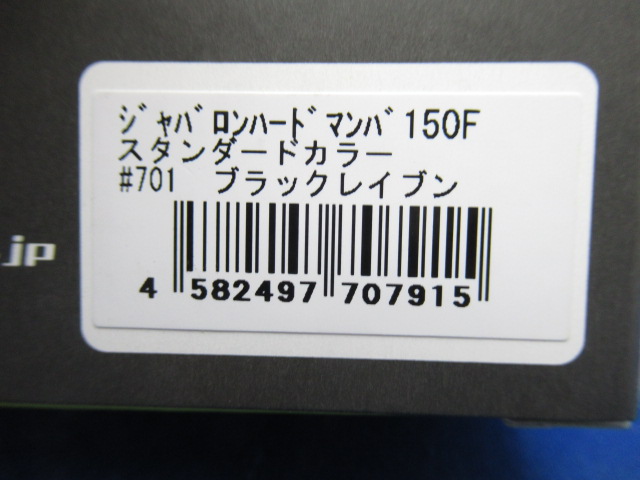 ｼﾞｬﾊﾞﾛﾝﾊｰﾄﾞﾏﾝﾊﾞ150F
スタンダードカラー
#701　ブラックレイブン
.jp
4 582497 707915